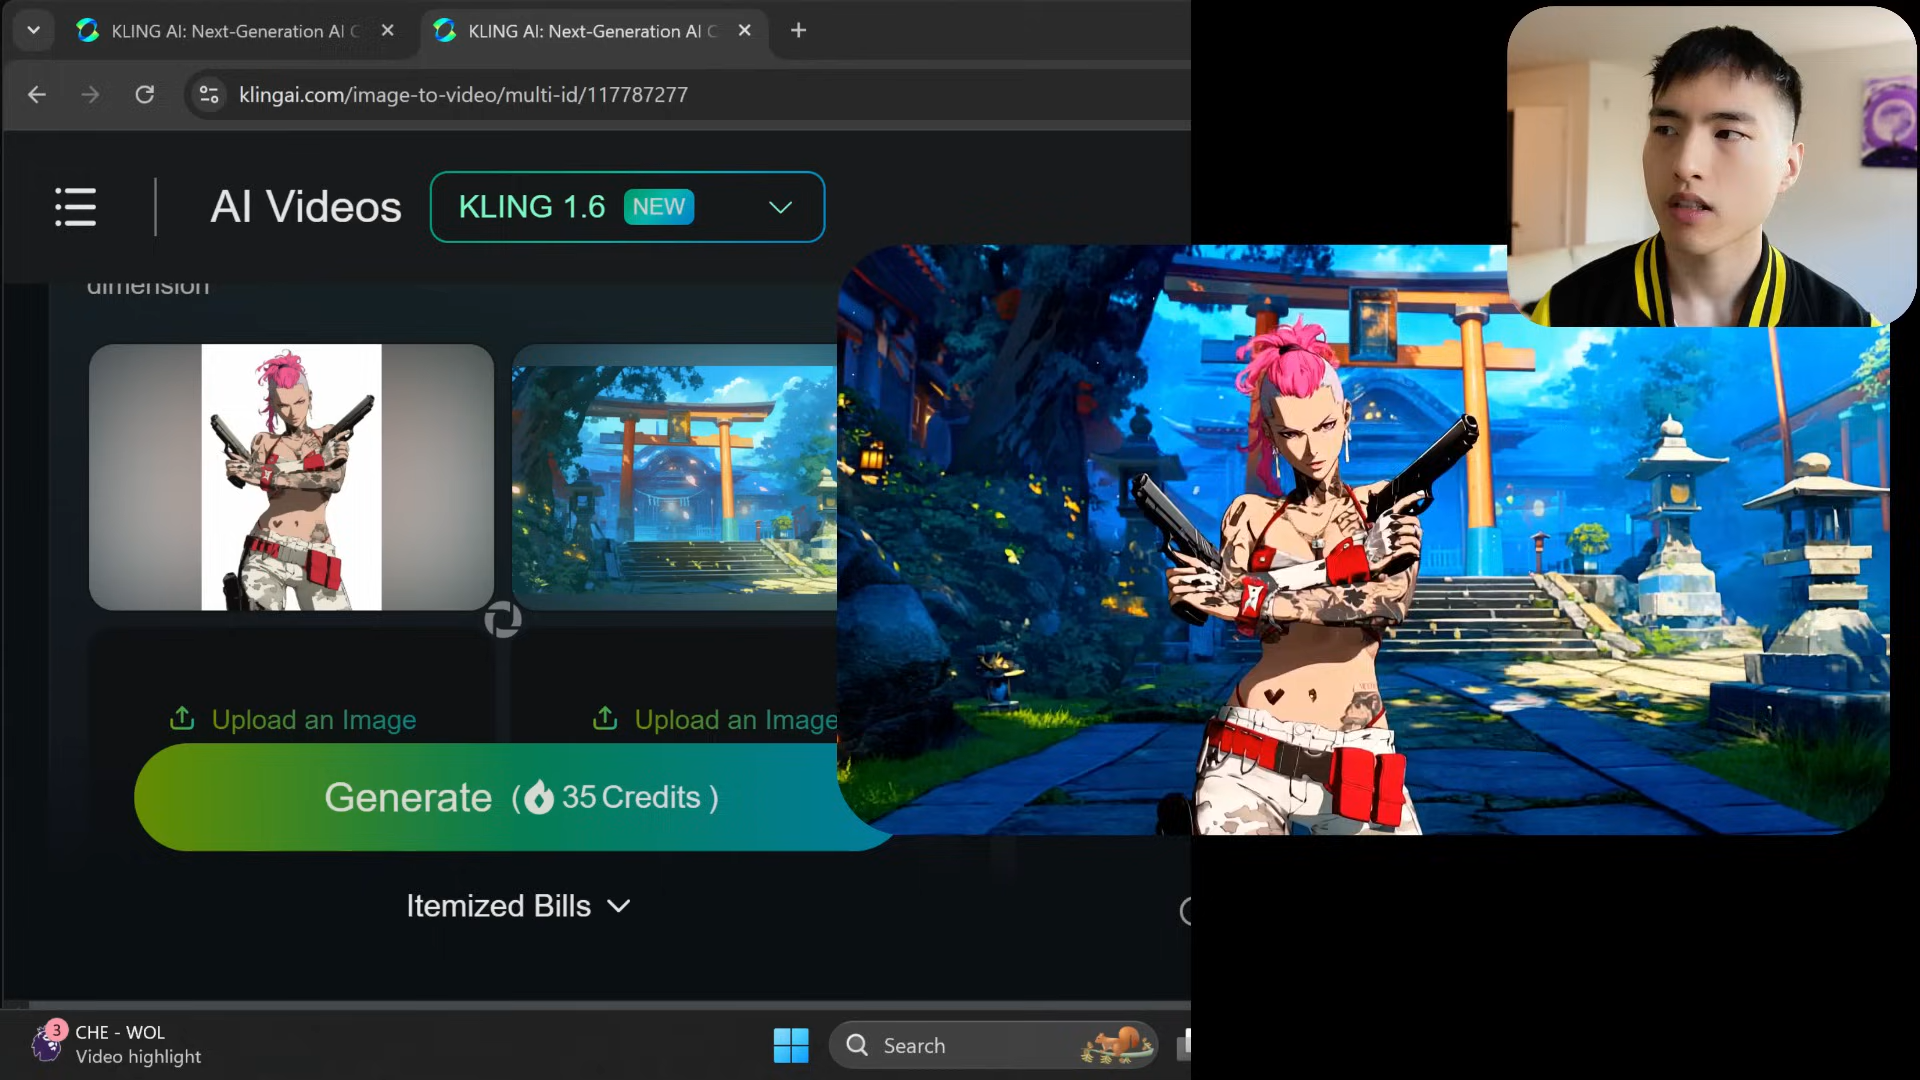 KLING AI: Next-Generation AI C
KLING AI: Next-Generation AI C
klingai.com/image-to-video/multi-id/117787277
AI Videos
KLING 1.6 NEW
dimension
Upload an Image
Upload an Image
Generate ( 35 Credits )
Itemized Bills
3
CHE - WOL
Video highlight
Search